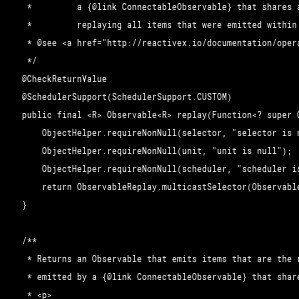 *         a {@link ConnectableObservable} that shares a
*         replaying all items that were emitted within
* @see <a href="http://reactivex.io/documentation/opera
*/
@CheckReturnValue
@SchedulerSupport(SchedulerSupport.CUSTOM)
public final <R> Observable<R> replay(Function<? super O
ObjectHelper.requireNonNull(selector, "selector is n
ObjectHelper.requireNonNull(unit, "unit is null");
ObjectHelper.requireNonNull(scheduler, "scheduler is
return ObservableReplay.multicastSelector(Observable
}
/**
* Returns an Observable that emits items that are the r
* emitted by a {@link ConnectableObservable} that share
* <p>